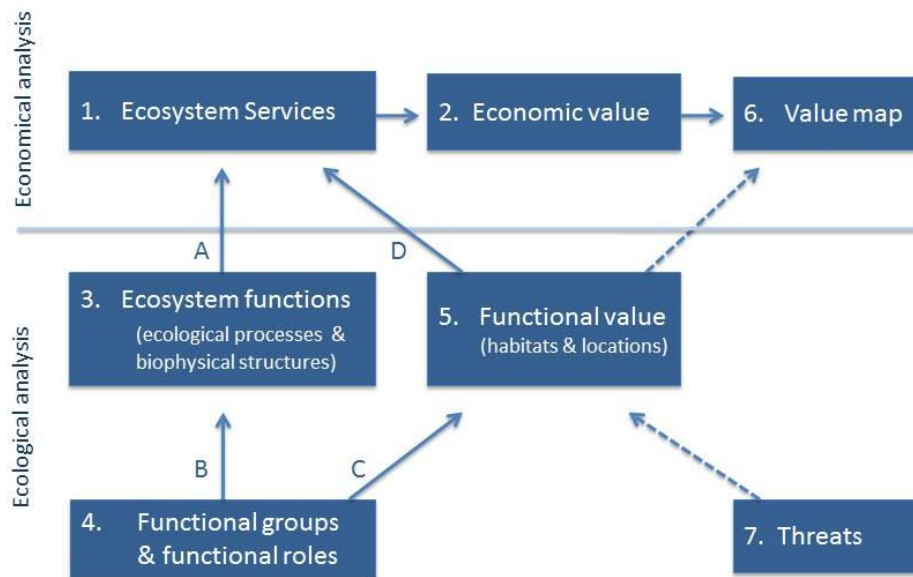 Economical analysis
1. Ecosystem Services
2. Economic value
6. Value map
A
D
3. Ecosystem functions
(ecological processes &
biophysical structures)
5. Functional value
(habitats & locations)
Ecological analysis
B
C
4. Functional groups
& functional roles
7. Threats